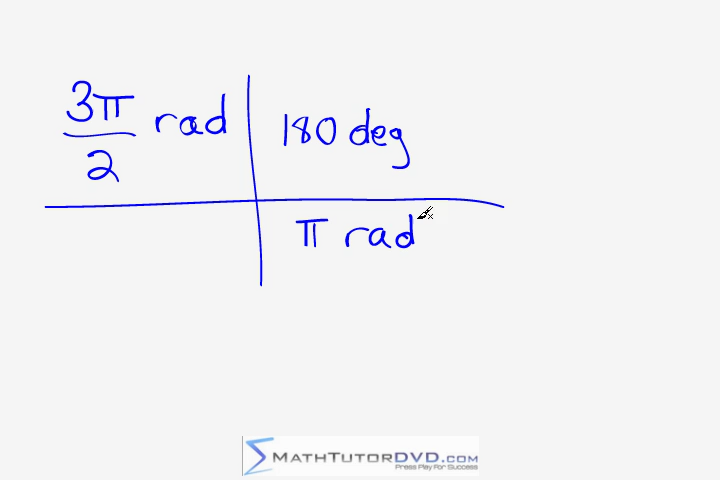 3π rad 180 deg
2
π rad
MATHTUTORDVD.COM
Press Play For Success